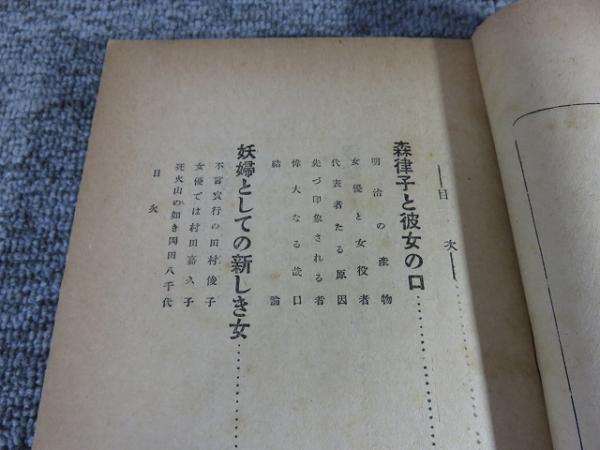 目次
森律子と彼女の口
明治の産物
女優と女役者
代表者たる原因
先づ印象される者
偉大なる口
結論
妖婦としての新しき女
不言実行の田村俊子
女優では村田嘉久子
死火山の如き岡田八千代
目次